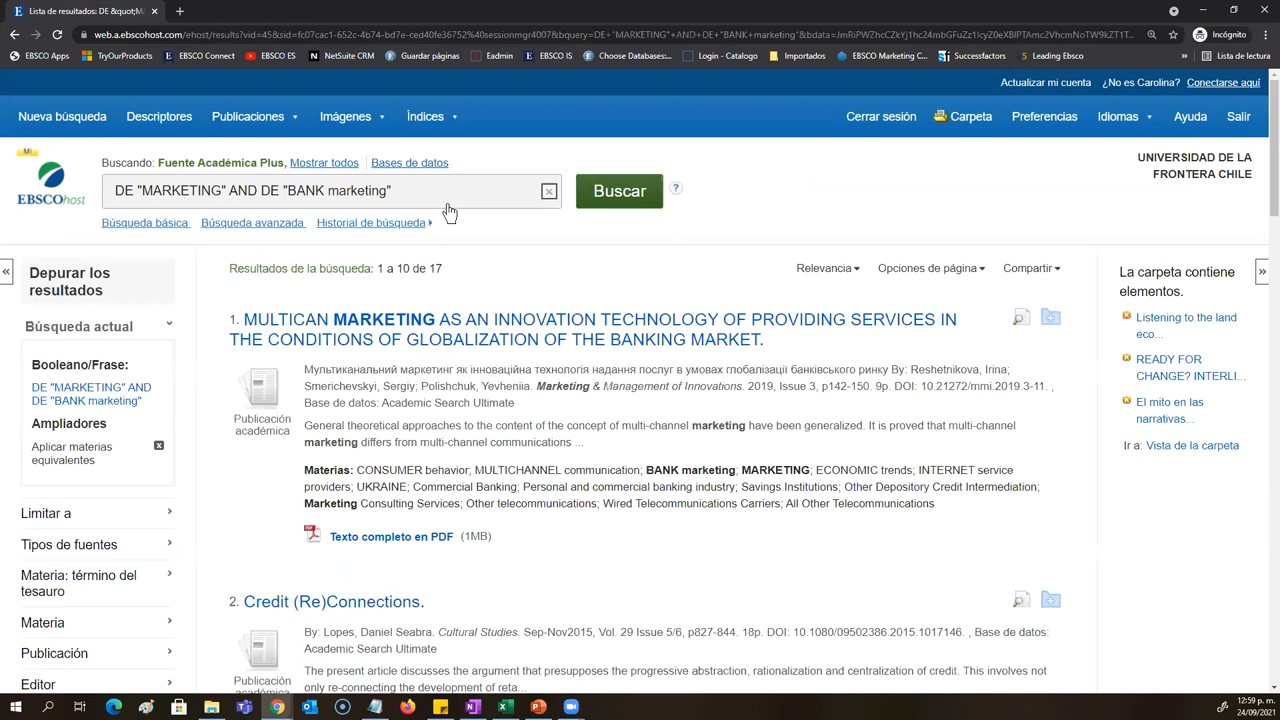 Lista de resultados: DE &quot;Ma
Incógnito
web.a.ebscohost.com/ehost/results?vid=45&sid=fc07cac1-652c-4b74-bd7e-ced40fe36752%40sessionmgr4007&bquery=DE+"MARKETING"+AND+DE+"BANK+marketing"&bdata=JmRiPWZhcCZkYj1hc24mbGFuZz1lcyZ0eXBlPTAmc2VhcmNoTW9kZT1T...
EBSCO Apps
TryOurProducts
EBSCO Connect
EBSCO ES
NetSuite CRM
Guardar páginas
Eadmin
EBSCO IS
Choose Databases:...
Login - Catalogo
Importados
EBSCO Marketing C...
Successfactors
Leading Ebsco
»
Lista de lectura
Actualizar mi cuenta ¿No es Carolina? Conectarse aquí
Nueva búsqueda Descriptores Publicaciones Imágenes Índices Cerrar sesión Carpeta Preferencias Idiomas Ayuda Salir
Mi
EBSCOhost
Buscando: Fuente Académica Plus, Mostrar todos | Bases de datos
DE "MARKETING" AND DE "BANK marketing"
Buscar
?
Búsqueda básica Búsqueda avanzada Historial de búsqueda
UNIVERSIDAD DE LA
FRONTERA CHILE
«
Depurar los
resultados
Búsqueda actual
Booleano/Frase:
DE "MARKETING" AND
DE "BANK marketing"
Ampliadores
Aplicar materias
equivalentes
Limitar a
Tipos de fuentes
Materia: término del
tesauro
Materia
Publicación
Editor
Resultados de la búsqueda: 1 a 10 de 17
Relevancia Opciones de página Compartir
1. MULTICAN MARKETING AS AN INNOVATION TECHNOLOGY OF PROVIDING SERVICES IN
THE CONDITIONS OF GLOBALIZATION OF THE BANKING MARKET.
Publicación
académica
Мультиканальний маркетинг як інноваційна технологія надання послуг в умовах глобалізації банківського ринку By: Reshetnikova, Irina;
Smerichevskyi, Sergiy; Polishchuk, Yevheniia. Marketing & Management of Innovations. 2019, Issue 3, p142-150. 9p. DOI: 10.21272/mmi.2019.3-11. ,
Base de datos: Academic Search Ultimate
General theoretical approaches to the content of the concept of multi-channel marketing have been generalized. It is proved that multi-channel
marketing differs from multi-channel communications ...
Materias: CONSUMER behavior; MULTICHANNEL communication; BANK marketing; MARKETING; ECONOMIC trends; INTERNET service
providers; UKRAINE; Commercial Banking; Personal and commercial banking industry; Savings Institutions; Other Depository Credit Intermediation;
Marketing Consulting Services; Other telecommunications; Wired Telecommunications Carriers; All Other Telecommunications
Texto completo en PDF (1MB)
2. Credit (Re)Connections.
Publicación
académica
By: Lopes, Daniel Seabra. Cultural Studies. Sep-Nov2015, Vol. 29 Issue 5/6, p827-844. 18p. DOI: 10.1080/09502386.2015.1017146. , Base de datos:
Academic Search Ultimate
The present article discusses the argument that presupposes the progressive abstraction, rationalization and centralization of credit. This involves not
only re-connecting the development of reta...
»
La carpeta contiene
elementos.
Listening to the land
eco...
READY FOR
CHANGE? INTERLI...
El mito en las
narrativas...
Ir a: Vista de la carpeta
12:59 p. m.
24/09/2021